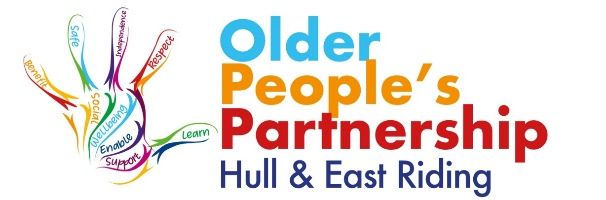 Benefit
Safe
Independence
Respect
Learn
Social
Wellbeing
Enable
Support
Older
People's
Partnership
Hull & East Riding